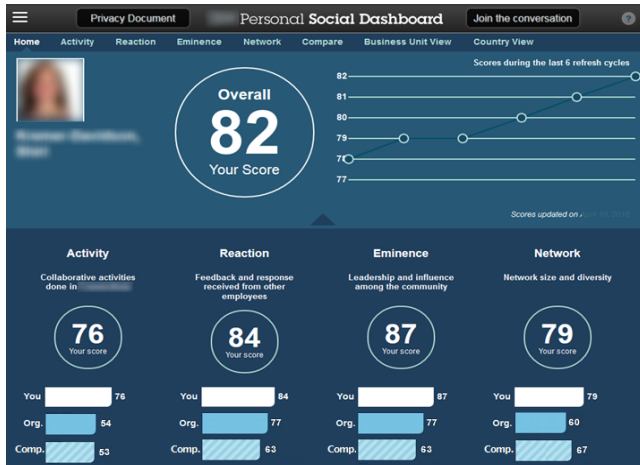 Privacy Document
Personal Social Dashboard
Join the conversation
?
Home Activity Reaction Eminence Network Compare Business Unit View Country View
Scores during the last 6 refresh cycles
Overall
82
Your Score
82
81
80
79
78
77
Scores updated on
Activity
Collaborative activities
done in
76
Your score
You 76
Org. 54
Comp. 53
Reaction
Feedback and response
received from other
employees
84
Your score
You 84
Org. 77
Comp. 63
Eminence
Leadership and influence
among the community
87
Your score
You 87
Org. 77
Comp. 63
Network
Network size and diversity
79
Your score
You 79
Org. 60
Comp. 67